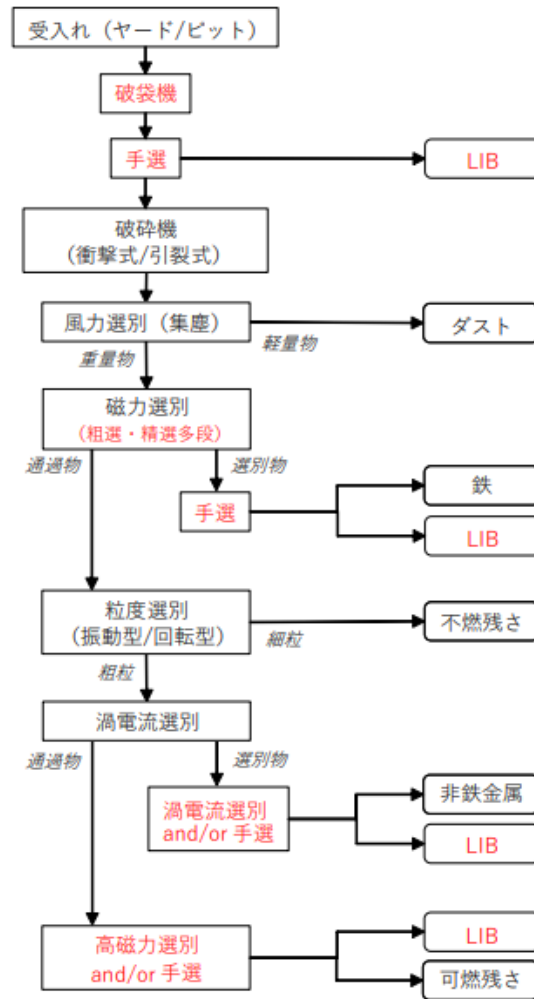 受入れ（ヤード/ピット）
破袋機
手選
LIB
破砕機
(衝撃式/引裂式)
風力選別（集塵）
軽量物
ダスト
重量物
磁力選別
（粗選・精選多段）
通過物
選別物
手選
鉄
LIB
粒度選別
(振動型/回転型)
細粒
不燃残さ
粗粒
渦電流選別
通過物
選別物
渦電流選別
and/or 手選
非鉄金属
LIB
高磁力選別
and/or 手選
LIB
可燃残さ